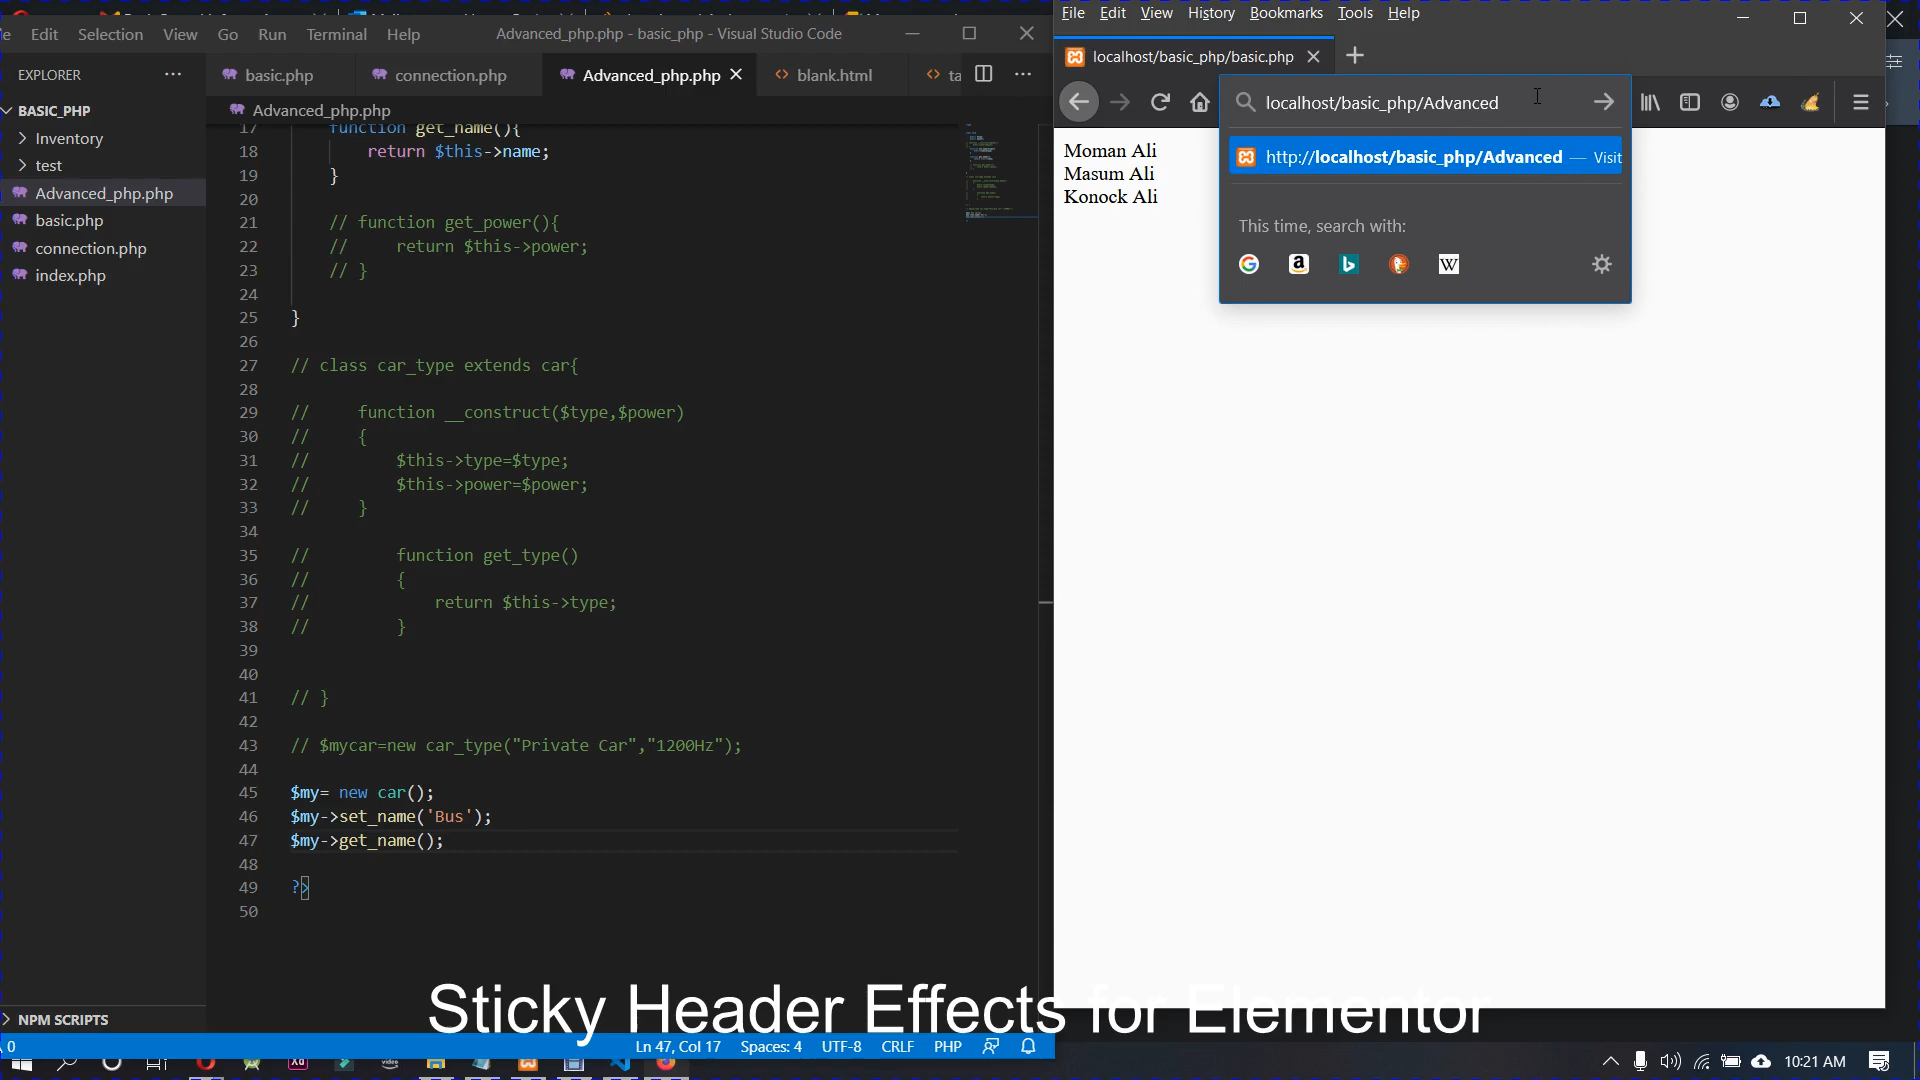 Edit Selection View Go Run Terminal Help Advanced_php.php - basic_php - Visual Studio Code
EXPLORER
basic.php connection.php Advanced_php.php blank.html ta
BASIC_PHP
Inventory
test
Advanced_php.php
basic.php
connection.php
index.php
NPM SCRIPTS
Advanced_php.php
17 function get_name(){
18 return $this->name;
19 }
20
21 // function get_power(){
22 // return $this->power;
23 // }
24
25 }
26
27 // class car_type extends car{
28
29 // function __construct($type,$power)
30 // {
31 // $this->type=$type;
32 // $this->power=$power;
33 // }
34
35 // function get_type()
36 // {
37 // return $this->type;
38 // }
39
40
41 // }
42
43 // $mycar=new car_type("Private Car","1200Hz");
44
45 $my= new car();
46 $my->set_name('Bus');
47 $my->get_name();
48
49 ?>
50
0 Ln 47, Col 17 Spaces: 4 UTF-8 CRLF PHP
File Edit View History Bookmarks Tools Help
localhost/basic_php/basic.php
localhost/basic_php/Advanced
http://localhost/basic_php/Advanced — Visit
This time, search with:
Moman Ali
Masum Ali
Konock Ali
Sticky Header Effects for Elementor
10:21 AM